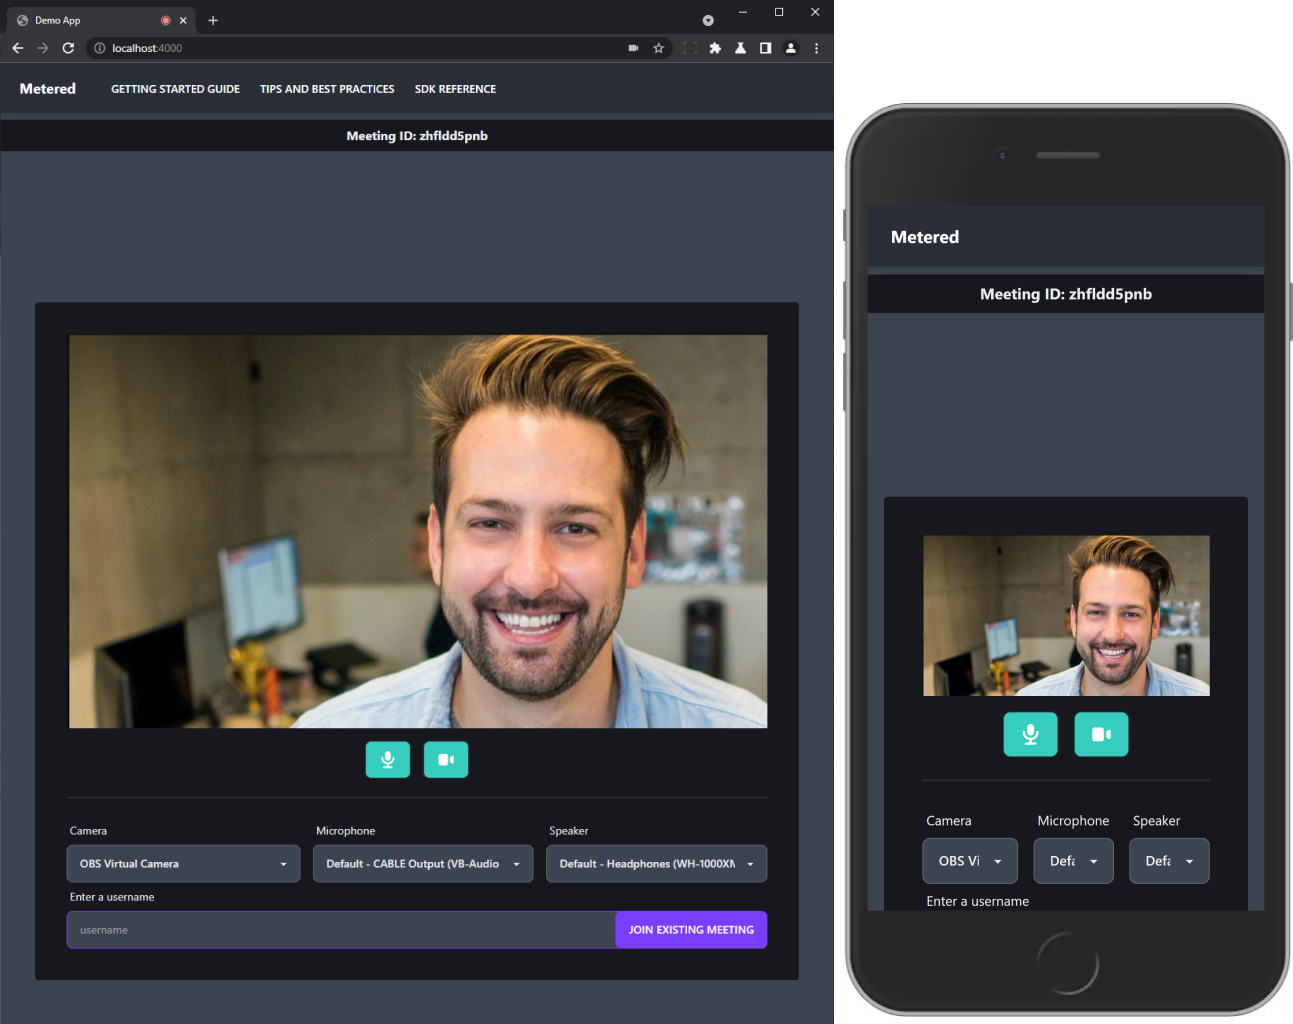 Demo App
localhost:4000
Metered GETTING STARTED GUIDE TIPS AND BEST PRACTICES SDK REFERENCE
Meeting ID: zhfldd5pnb
Camera Microphone Speaker
OBS Virtual Camera Default - CABLE Output (VB-Audio Default - Headphones (WH-1000XM
Enter a username
username JOIN EXISTING MEETING
Metered
Meeting ID: zhfldd5pnb
Camera Microphone Speaker
OBS Vi Defa Defa
Enter a username